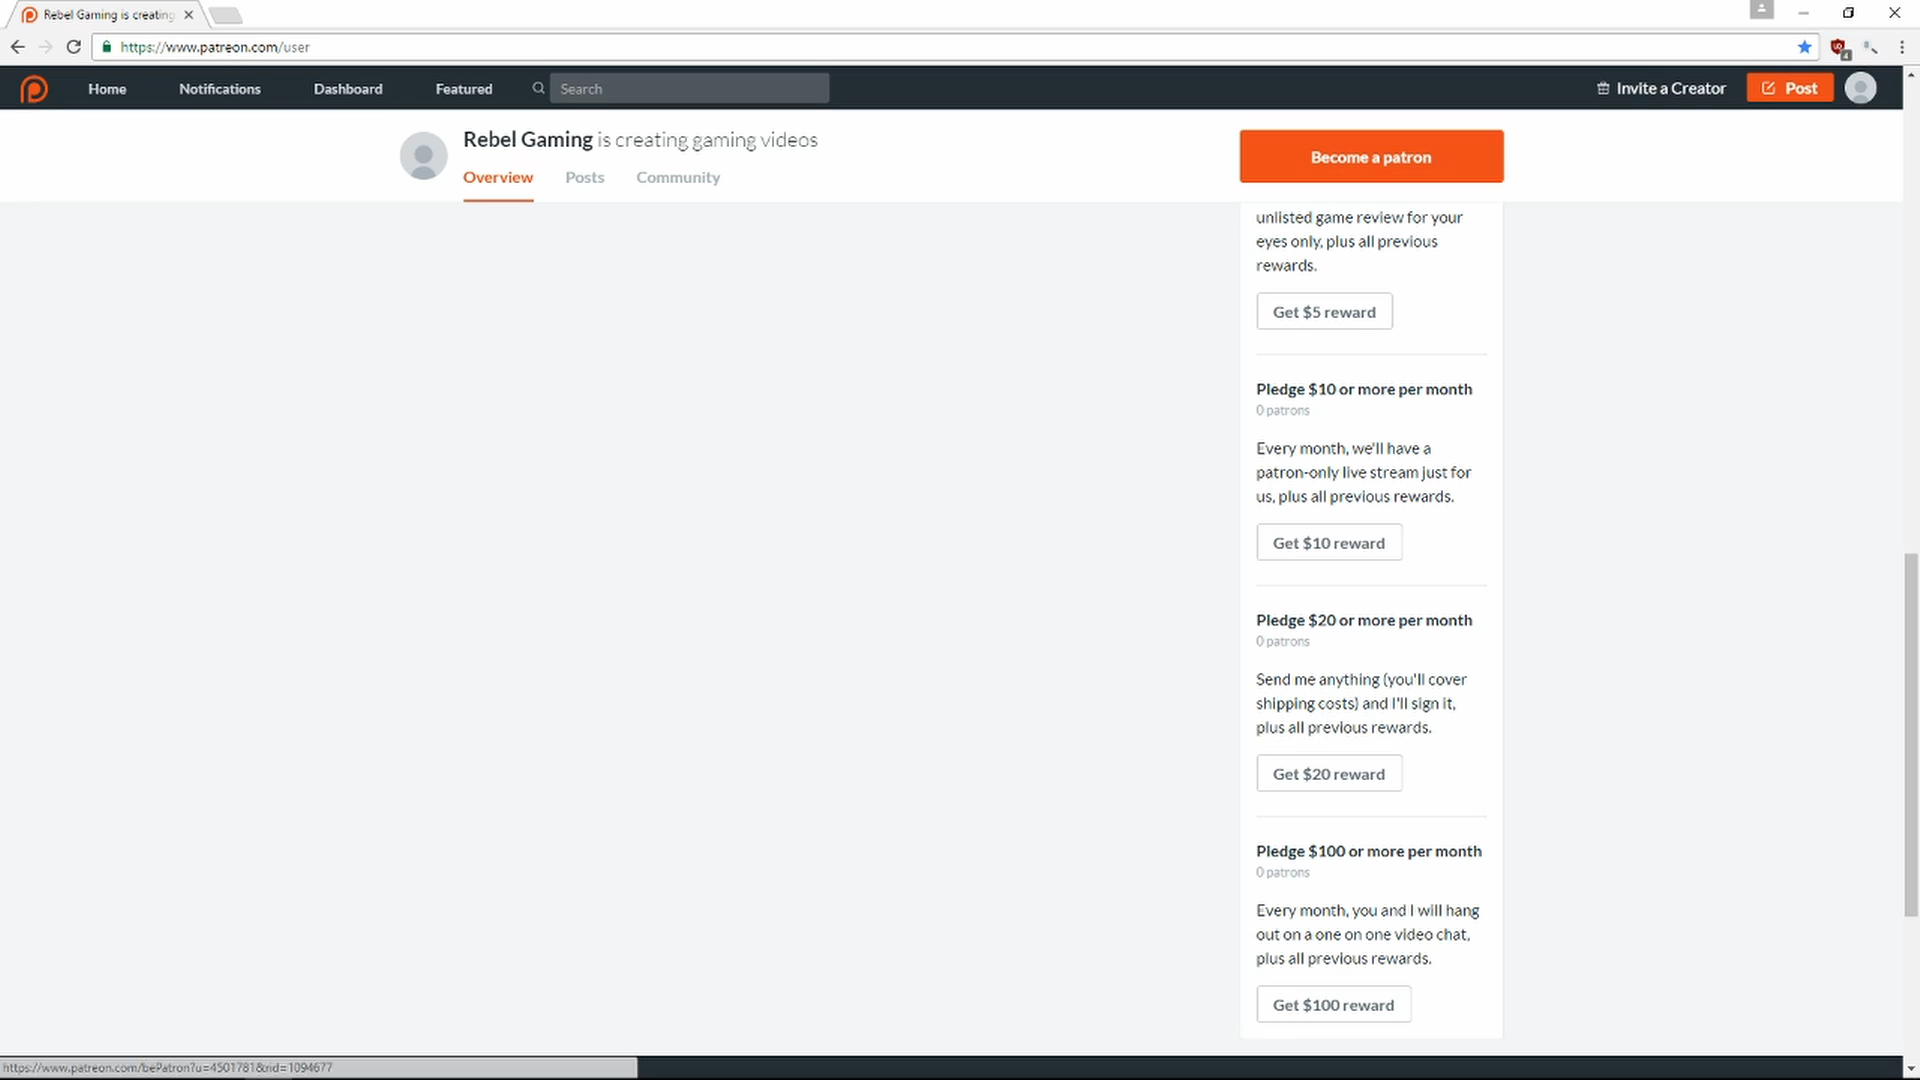 Rebel Gaming is creating
https://www.patreon.com/user
Home Notifications Dashboard Featured Search Invite a Creator Post
Rebel Gaming is creating gaming videos
Overview Posts Community
Become a patron
unlisted game review for your
eyes only, plus all previous
rewards.
Get $5 reward
Pledge $10 or more per month
0 patrons
Every month, we'll have a
patron-only live stream just for
us, plus all previous rewards.
Get $10 reward
Pledge $20 or more per month
0 patrons
Send me anything (you'll cover
shipping costs) and I'll sign it,
plus all previous rewards.
Get $20 reward
Pledge $100 or more per month
0 patrons
Every month, you and I will hang
out on a one on one video chat,
plus all previous rewards.
Get $100 reward
https://www.patreon.com/bePatron?u=4501781&rid=1094677